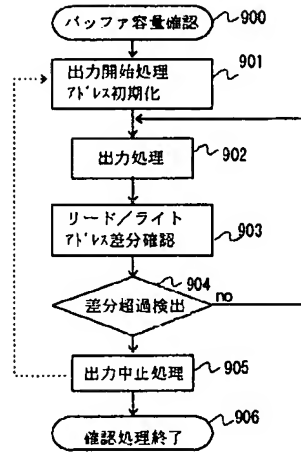 バッファ容量確認
900
出力開始処理
アドレス初期化
901
出力処理
902
リード／ライト
アドレス差分確認
903
904
差分超過検出
no
出力中止処理
905
確認処理終了
906